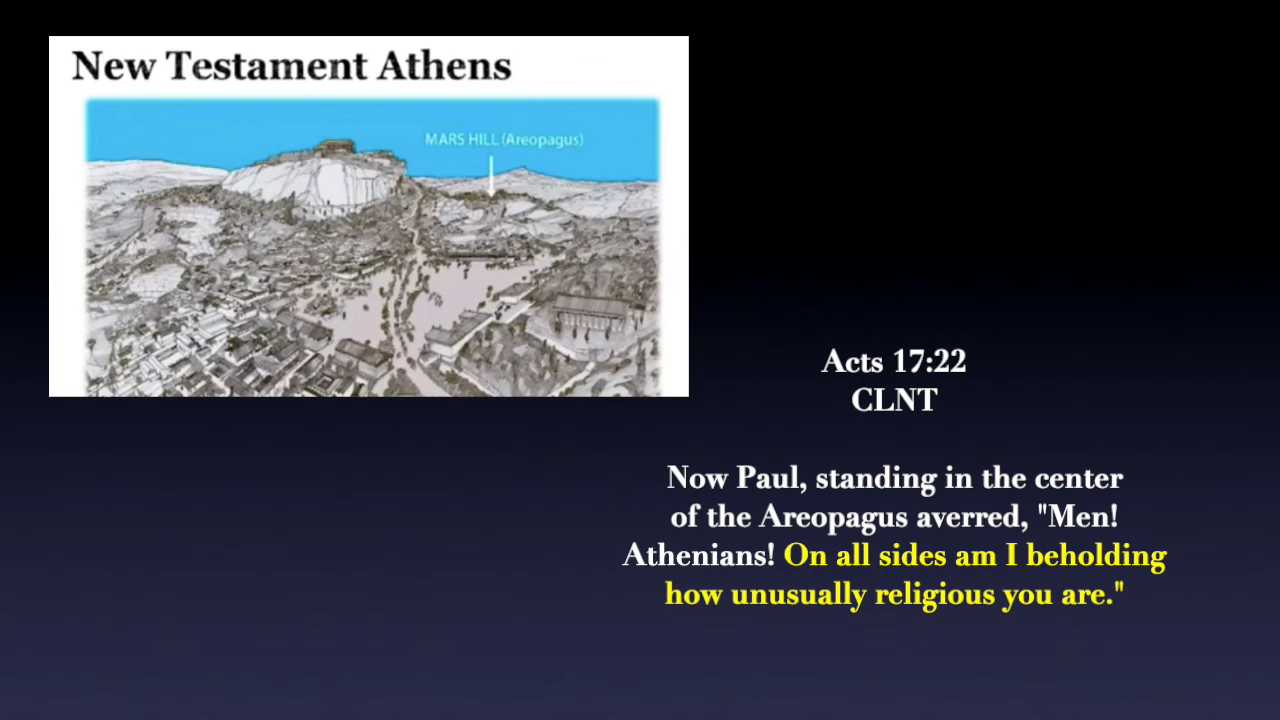 New Testament Athens
MARS HILL (Areopagus)
Acts 17:22
CLNT
Now Paul, standing in the center
of the Areopagus averred, "Men!
Athenians! On all sides am I beholding
how unusually religious you are."